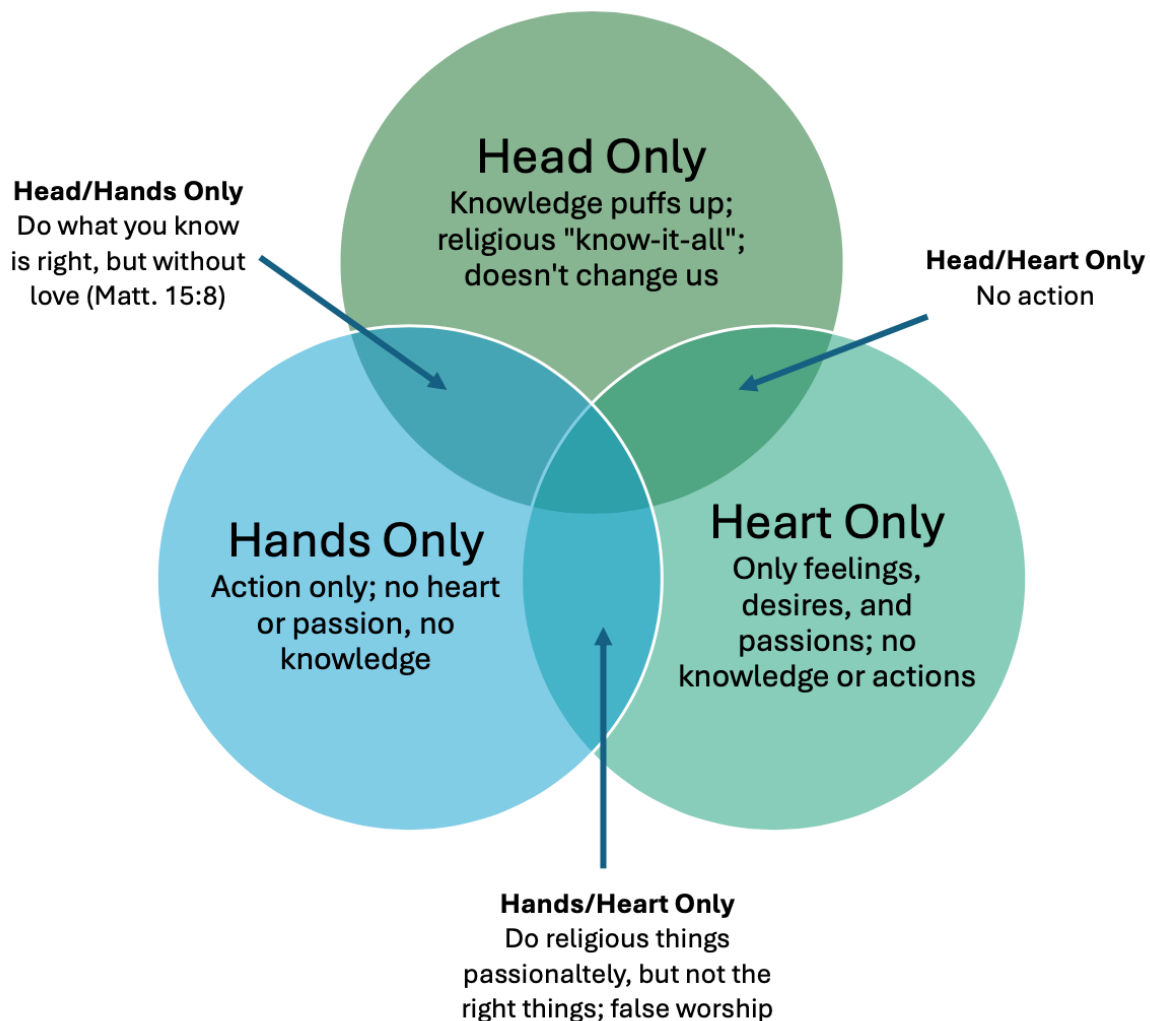 Head Only
Knowledge puffs up;
religious "know-it-all";
doesn't change us
Head/Hands Only
Do what you know
is right, but without
love (Matt. 15:8)
Head/Heart Only
No action
Hands Only
Action only; no heart
or passion, no
knowledge
Heart Only
Only feelings,
desires, and
passions; no
knowledge or actions
Hands/Heart Only
Do religious things
passionaltely, but not the
right things; false worship